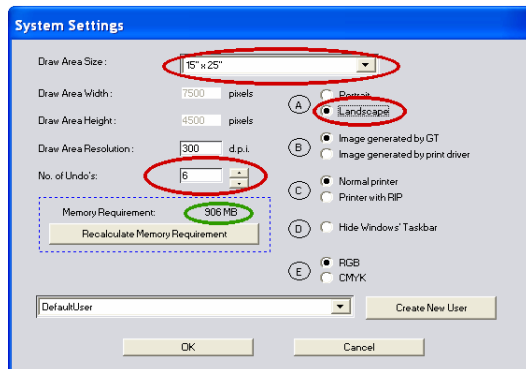 System Settings
Draw Area Size:
15" x 25"
Draw Area Width:
7500
pixels
Draw Area Height:
4500
pixels
Draw Area Resolution:
300
d.p.i.
No. of Undo's:
6
Memory Requirement:
906 MB
Recalculate Memory Requirement
A
Portrait
Landscape
B
Image generated by GT
Image generated by print driver
C
Normal printer
Printer with RIP
D
Hide Windows' Taskbar
E
RGB
CMYK
DefaultUser
Create New User
OK
Cancel